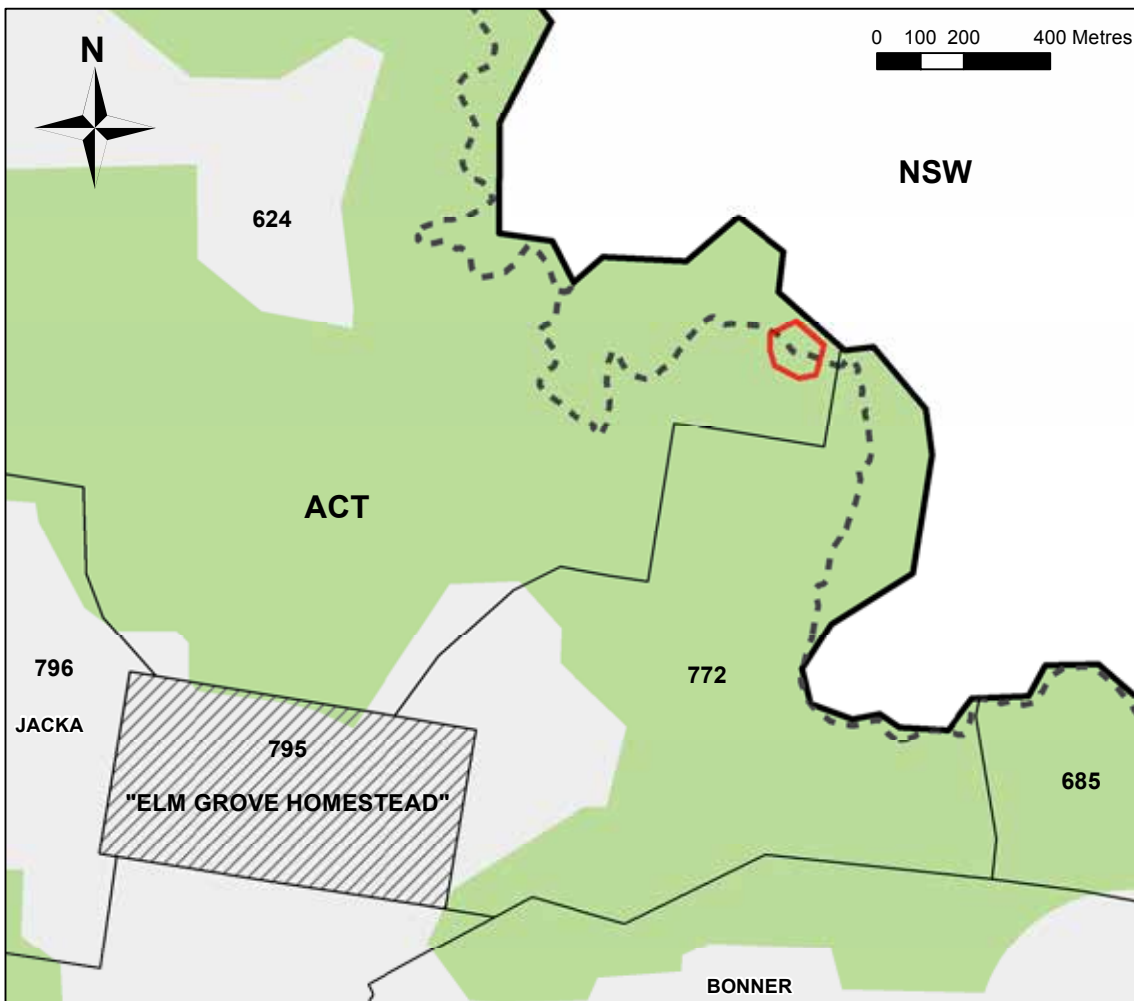 N
0 100 200 400 Metres
NSW
624
ACT
796
772
JACKA
795
685
"ELM GROVE HOMESTEAD"
BONNER